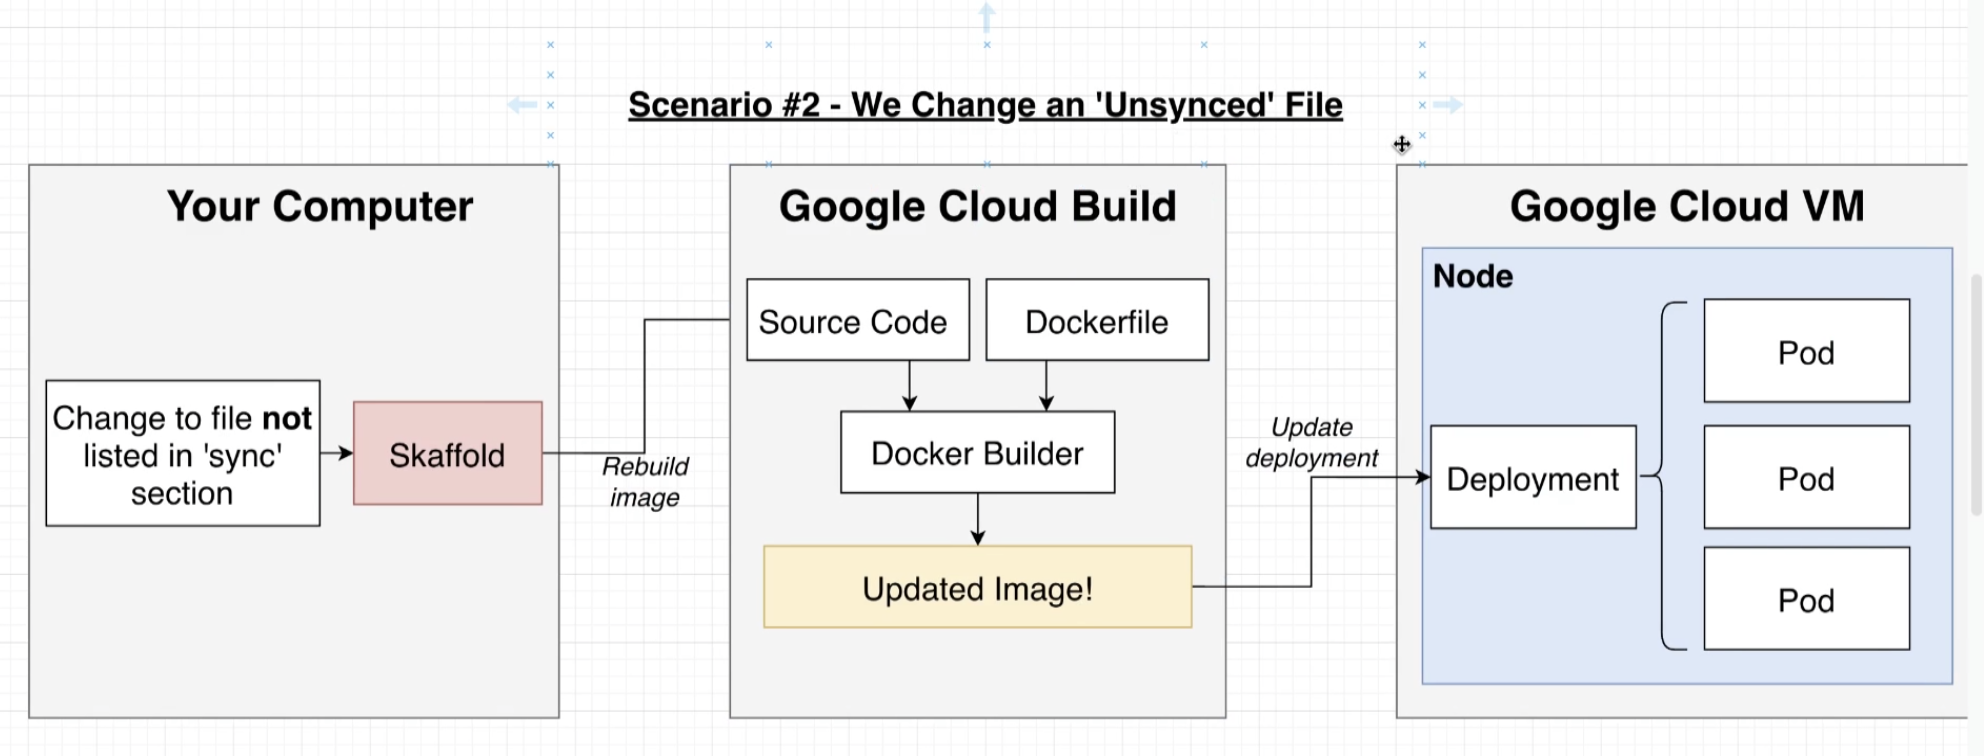 Scenario #2 - We Change an 'Unsynced' File
Your Computer
Change to file not
listed in 'sync'
section
Skaffold
Rebuild
image
Google Cloud Build
Source Code
Dockerfile
Docker Builder
Updated Image!
Update
deployment
Google Cloud VM
Node
Deployment
Pod
Pod
Pod